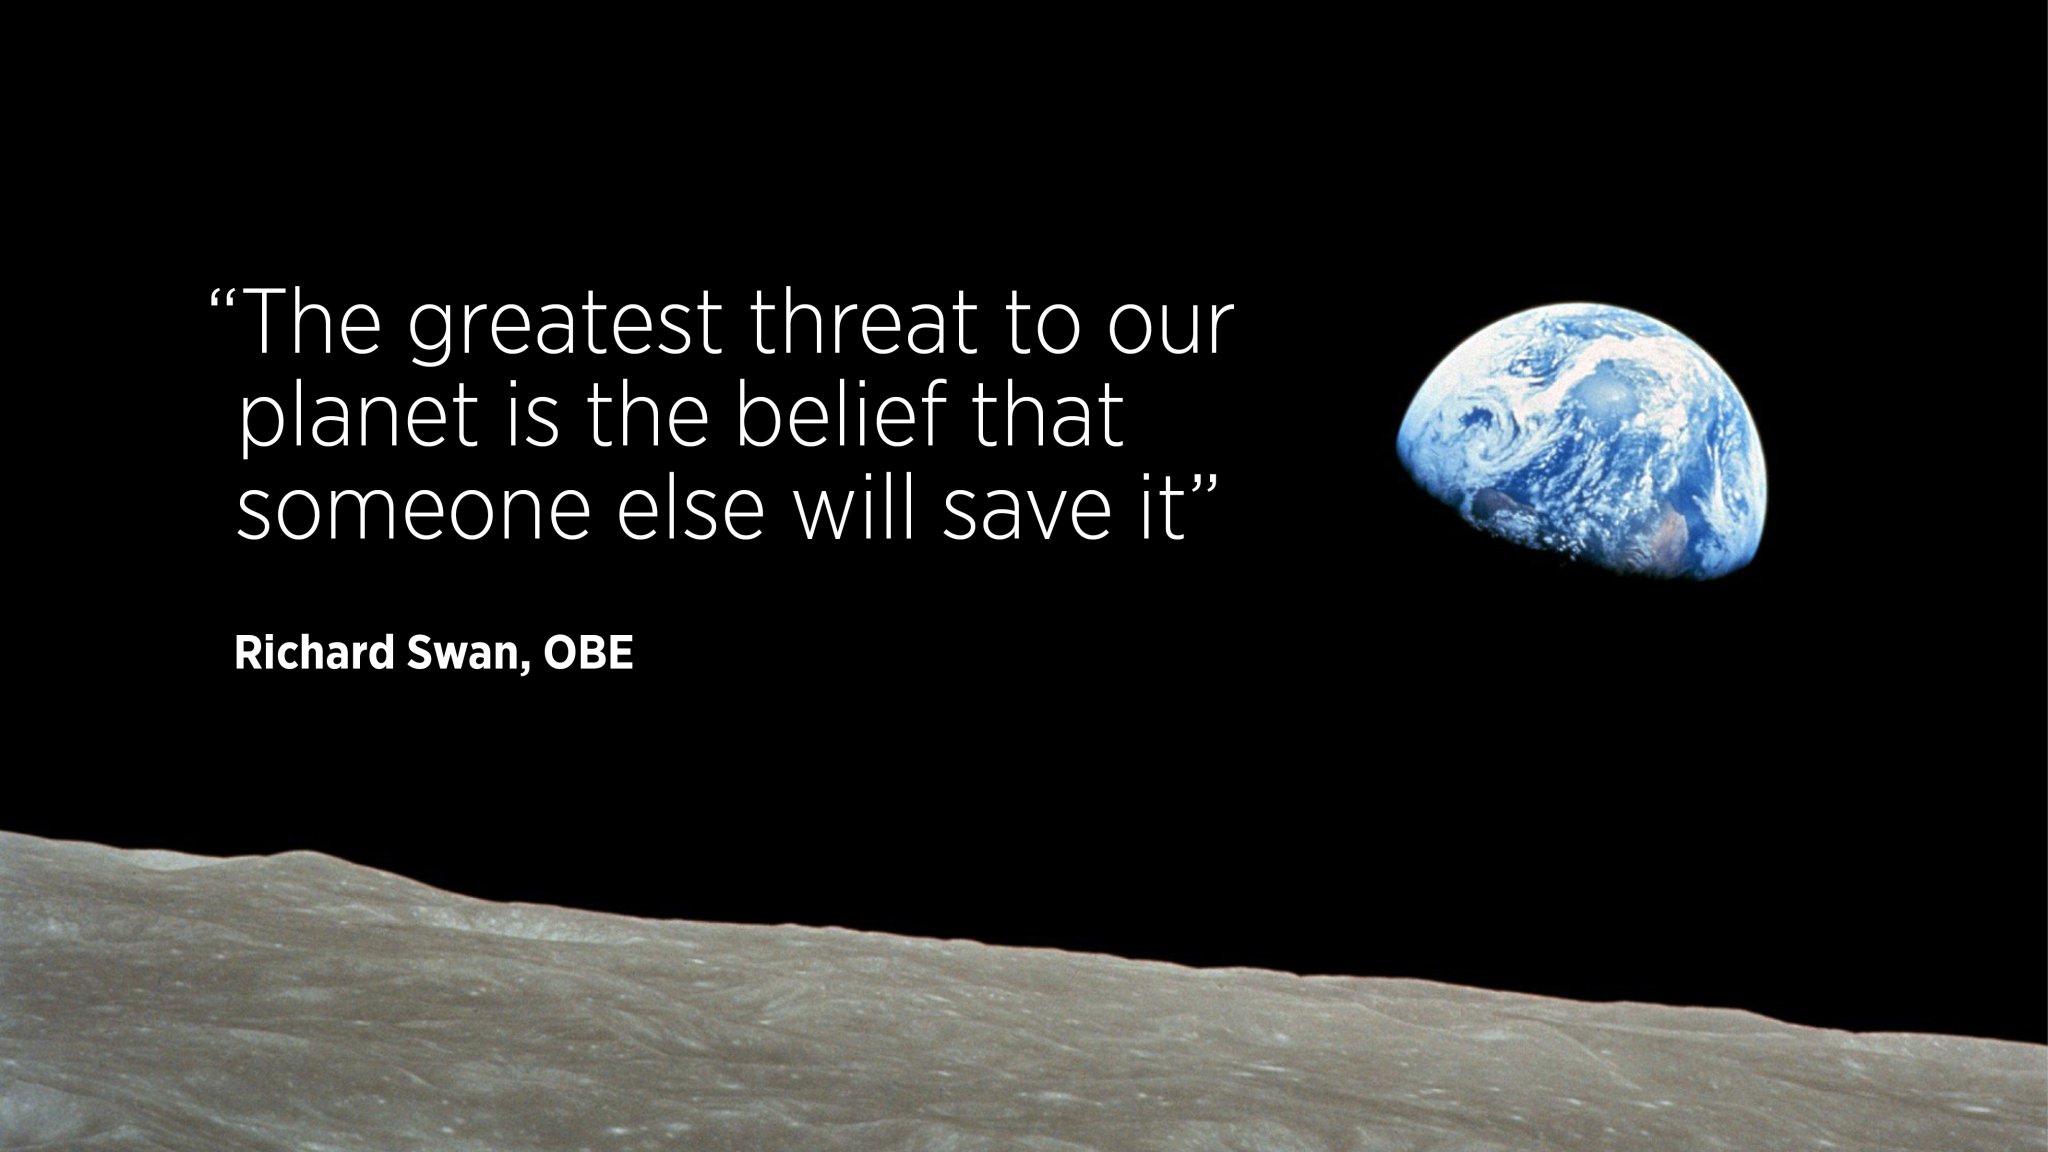 “The greatest threat to our
planet is the belief that
someone else will save it”
Richard Swan, OBE